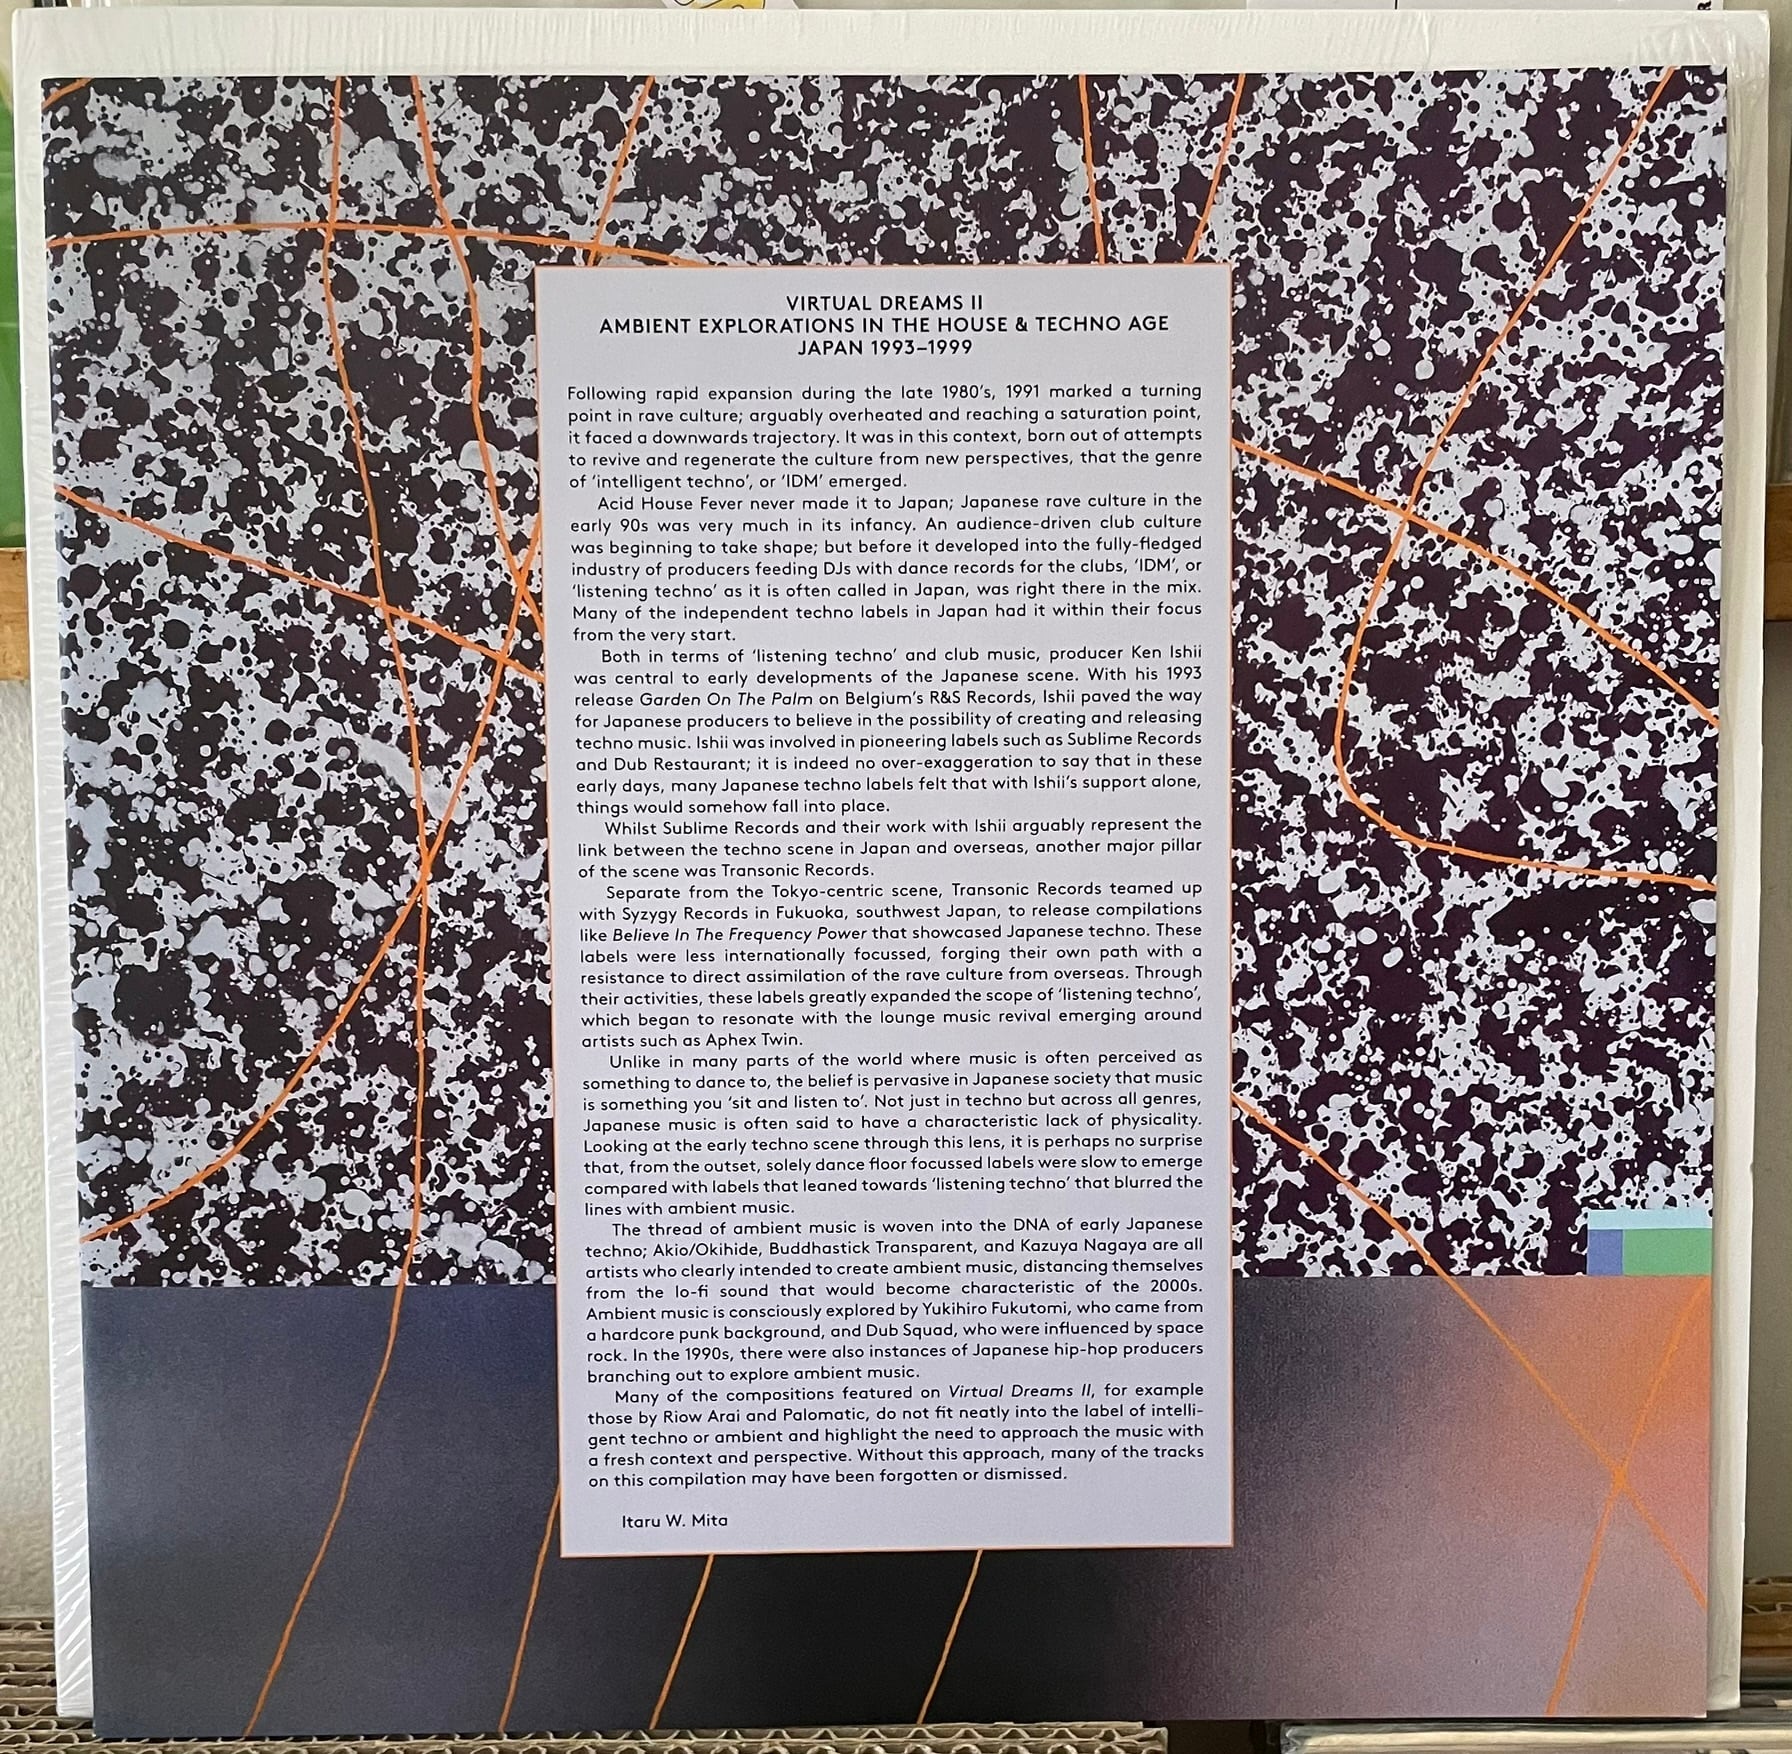 VIRTUAL DREAMS II
AMBIENT EXPLORATIONS IN THE HOUSE & TECHNO AGE
JAPAN 1993–1999
Following rapid expansion during the late 1980's, 1991 marked a turning
point in rave culture; arguably overheated and reaching a saturation point,
it faced a downwards trajectory. It was in this context, born out of attempts
to revive and regenerate the culture from new perspectives, that the genre
of ‘intelligent techno’, or ‘IDM’ emerged.
Acid House Fever never made it to Japan; Japanese rave culture in the
early 90s was very much in its infancy. An audience-driven club culture
was beginning to take shape; but before it developed into the fully-fledged
industry of producers feeding DJs with dance records for the clubs, ‘IDM’, or
‘listening techno’ as it is often called in Japan, was right there in the mix.
Many of the independent techno labels in Japan had it within their focus
from the very start.
Both in terms of ‘listening techno’ and club music, producer Ken Ishii
was central to early developments of the Japanese scene. With his 1993
release Garden On The Palm on Belgium’s R&S Records, Ishii paved the way
for Japanese producers to believe in the possibility of creating and releasing
techno music. Ishii was involved in pioneering labels such as Sublime Records
and Dub Restaurant; it is indeed no over-exaggeration to say that in these
early days, many Japanese techno labels felt that with Ishii’s support alone,
things would somehow fall into place.
Whilst Sublime Records and their work with Ishii arguably represent the
link between the techno scene in Japan and overseas, another major pillar
of the scene was Transonic Records.
Separate from the Tokyo-centric scene, Transonic Records teamed up
with Syzygy Records in Fukuoka, southwest Japan, to release compilations
like Believe In The Frequency Power that showcased Japanese techno. These
labels were less internationally focussed, forging their own path with a
resistance to direct assimilation of the rave culture from overseas. Through
their activities, these labels greatly expanded the scope of ‘listening techno’,
which began to resonate with the lounge music revival emerging around
artists such as Aphex Twin.
Unlike in many parts of the world where music is often perceived as
something to dance to, the belief is pervasive in Japanese society that music
is something you ‘sit and listen to’. Not just in techno but across all genres,
Japanese music is often said to have a characteristic lack of physicality.
Looking at the early techno scene through this lens, it is perhaps no surprise
that, from the outset, solely dance floor focussed labels were slow to emerge
compared with labels that leaned towards ‘listening techno’ that blurred the
lines with ambient music.
The thread of ambient music is woven into the DNA of early Japanese
techno; Akio/Okihide, Buddhastick Transparent, and Kazuya Nagaya are all
artists who clearly intended to create ambient music, distancing themselves
from the lo-fi sound that would become characteristic of the 2000s.
Ambient music is consciously explored by Yukihiro Fukutomi, who came from
a hardcore punk background, and Dub Squad, who were influenced by space
rock. In the 1990s, there were also instances of Japanese hip-hop producers
branching out to explore ambient music.
Many of the compositions featured on Virtual Dreams II, for example
those by Riow Arai and Palomatic, do not fit neatly into the label of intelli-
gent techno or ambient and highlight the need to approach the music with
a fresh context and perspective. Without this approach, many of the tracks
on this compilation may have been forgotten or dismissed.
Itaru W. Mita